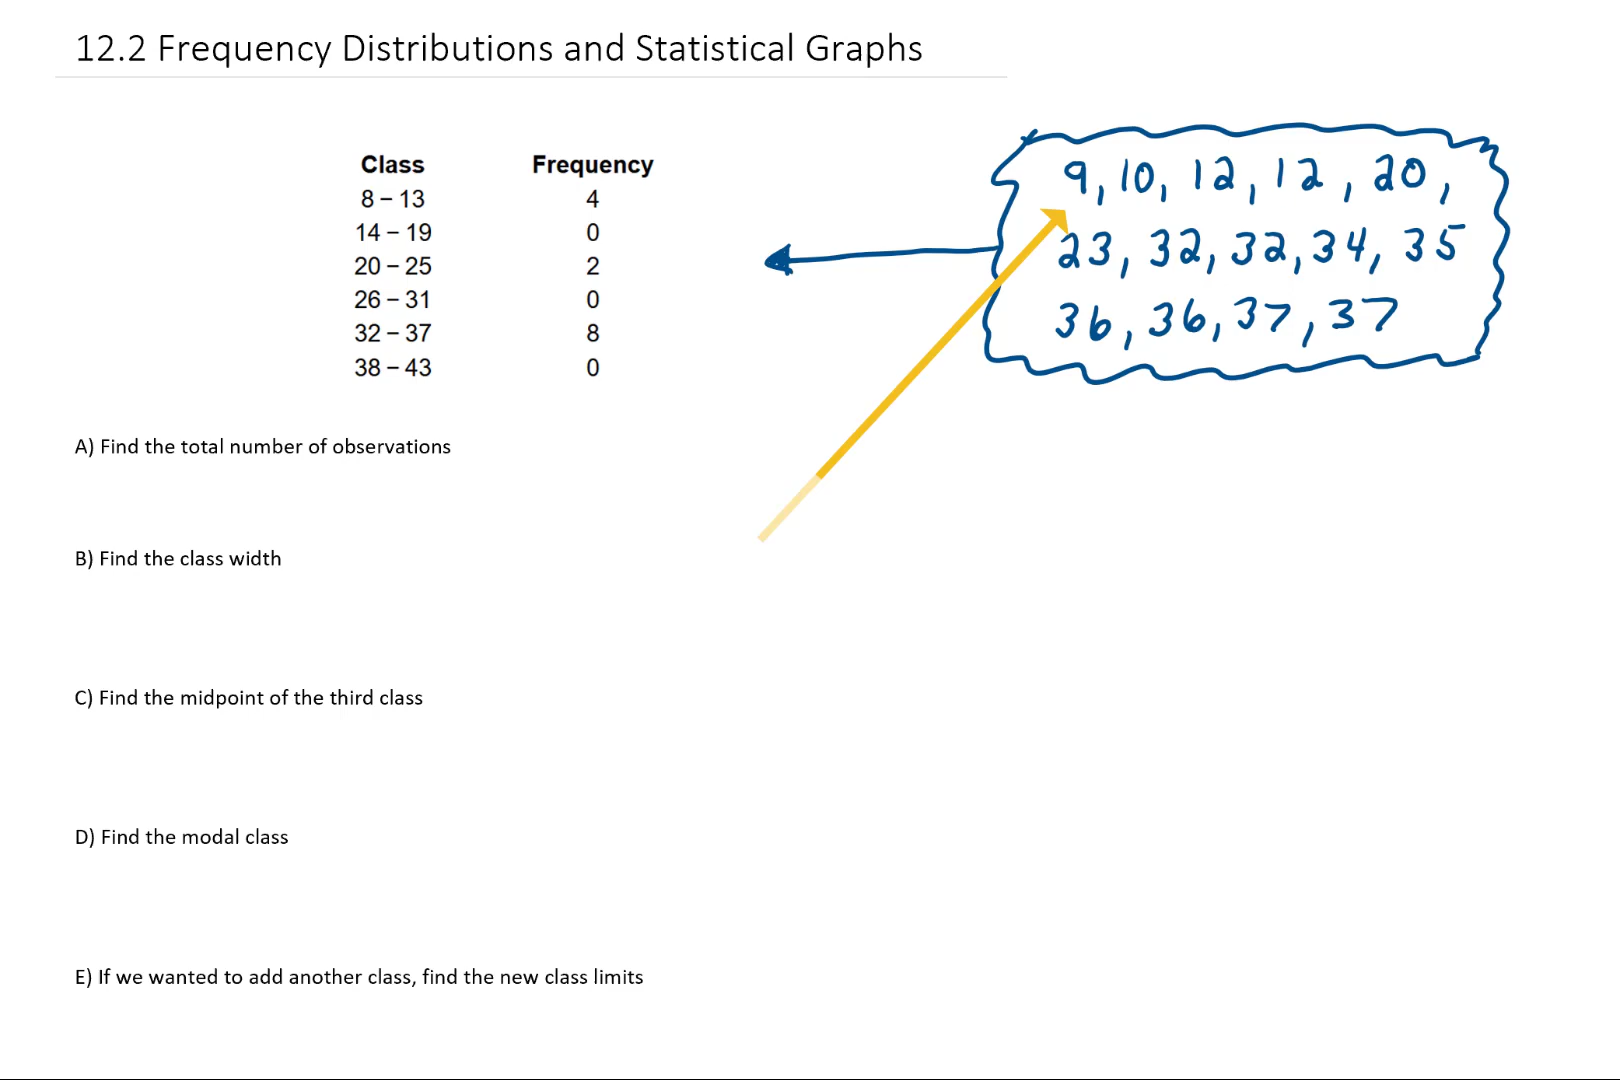 12.2 Frequency Distributions and Statistical Graphs
Class Frequency
8 – 13 4
14 – 19 0
20 – 25 2
26 – 31 0
32 – 37 8
38 – 43 0
9, 10, 12, 12, 20,
23, 32, 32, 34, 35
36, 36, 37, 37
A) Find the total number of observations
B) Find the class width
C) Find the midpoint of the third class
D) Find the modal class
E) If we wanted to add another class, find the new class limits